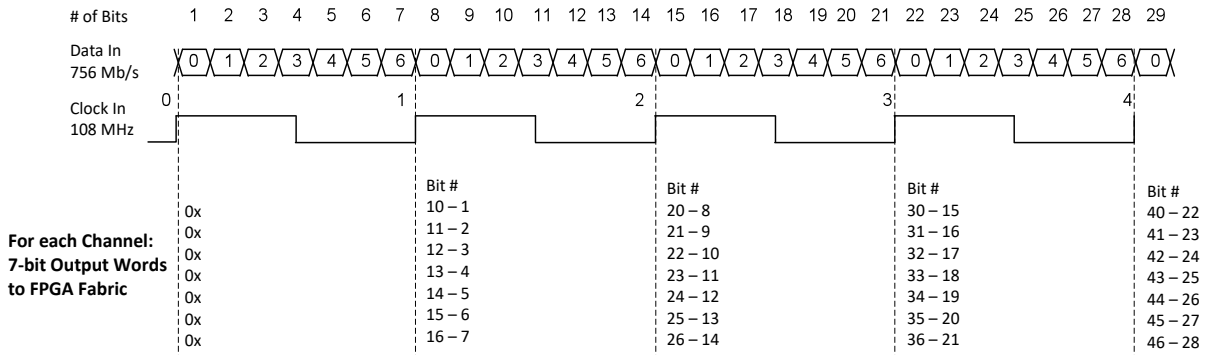 # of Bits 1 2 3 4 5 6 7 8 9 10 11 12 13 14 15 16 17 18 19 20 21 22 23 24 25 26 27 28 29
Data In
756 Mb/s
0 1 2 3 4 5 6 0 1 2 3 4 5 6 0 1 2 3 4 5 6 0 1 2 3 4 5 6 0
Clock In
108 MHz
0 1 2 3 4
For each Channel:
7-bit Output Words
to FPGA Fabric
0x
0x
0x
0x
0x
0x
0x
Bit #
10 – 1
11 – 2
12 – 3
13 – 4
14 – 5
15 – 6
16 – 7
Bit #
20 – 8
21 – 9
22 – 10
23 – 11
24 – 12
25 – 13
26 – 14
Bit #
30 – 15
31 – 16
32 – 17
33 – 18
34 – 19
35 – 20
36 – 21
Bit #
40 – 22
41 – 23
42 – 24
43 – 25
44 – 26
45 – 27
46 – 28